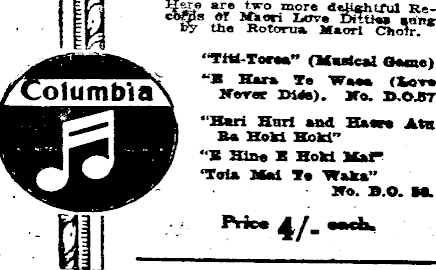 Here are two more delightful Re-
cords of Maori Love Ditties sung
by the Rotorua Maori Choir.
Columbia
"Titi-Torea" (Musical Game)
"E Hara Te Waea (Love
Never Dies). No. D.O.57
"Hari Huri and Haere Atu
Ra Hoki Hoki"
"E Hine E Hoki Mai"
"Toia Mai Te Waka"
No. D.O. 58.
Price 4/- each.